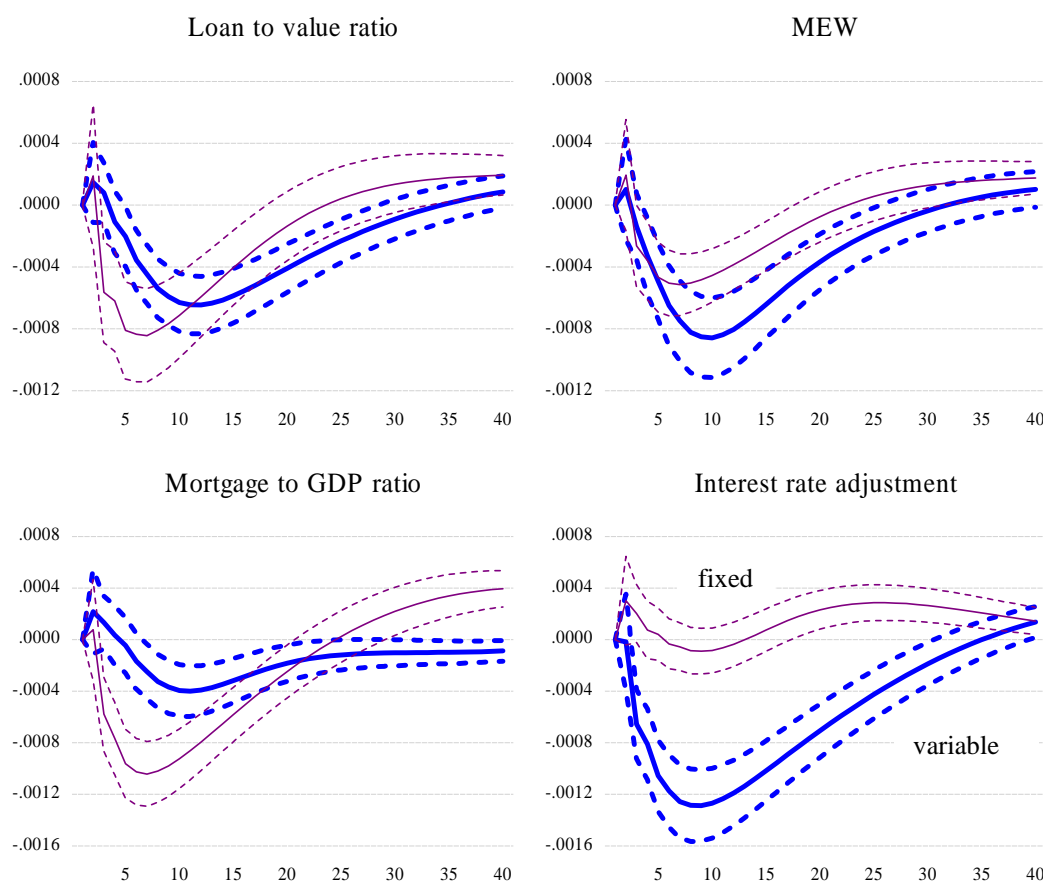 Loan to value ratio
.0008
.0004
.0000
-.0004
-.0008
-.0012
5 10 15 20 25 30 35 40
MEW
.0008
.0004
.0000
-.0004
-.0008
-.0012
5 10 15 20 25 30 35 40
Mortgage to GDP ratio
.0008
.0004
.0000
-.0004
-.0008
-.0012
-.0016
5 10 15 20 25 30 35 40
Interest rate adjustment
.0008
.0004
.0000
-.0004
-.0008
-.0012
-.0016
fixed
variable
5 10 15 20 25 30 35 40